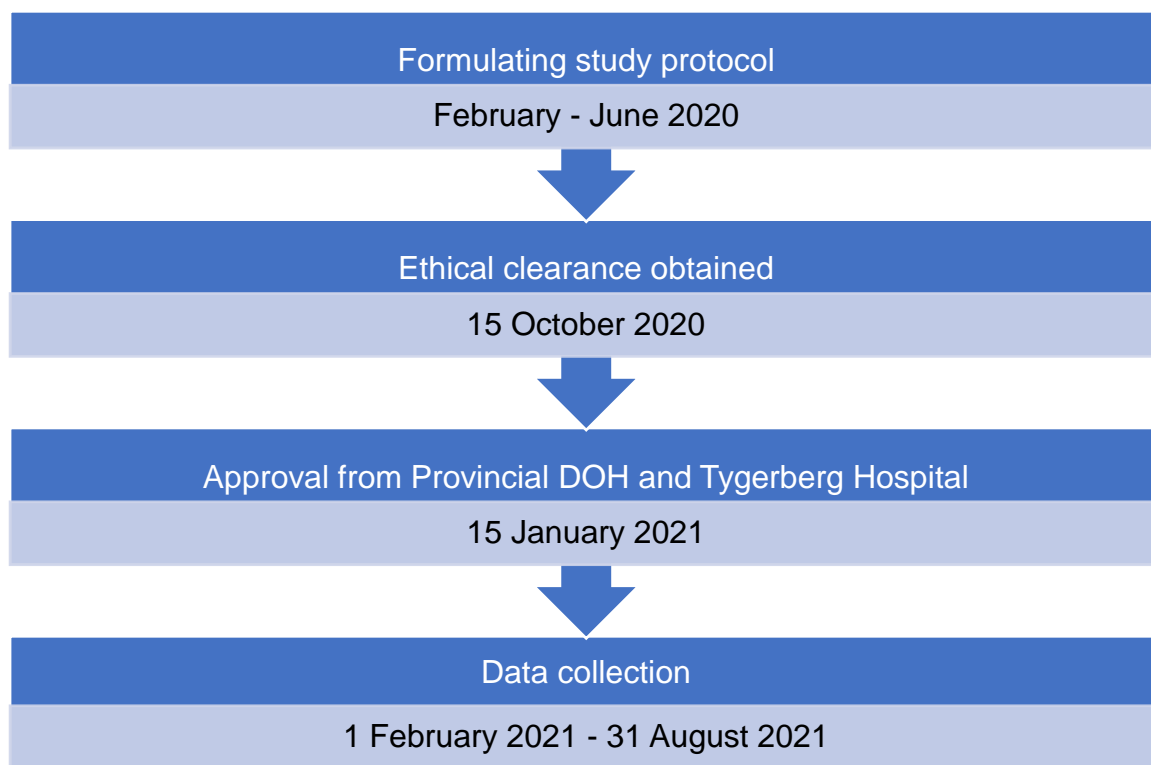 Formulating study protocol
February - June 2020
Ethical clearance obtained
15 October 2020
Approval from Provincial DOH and Tygerberg Hospital
15 January 2021
Data collection
1 February 2021 - 31 August 2021